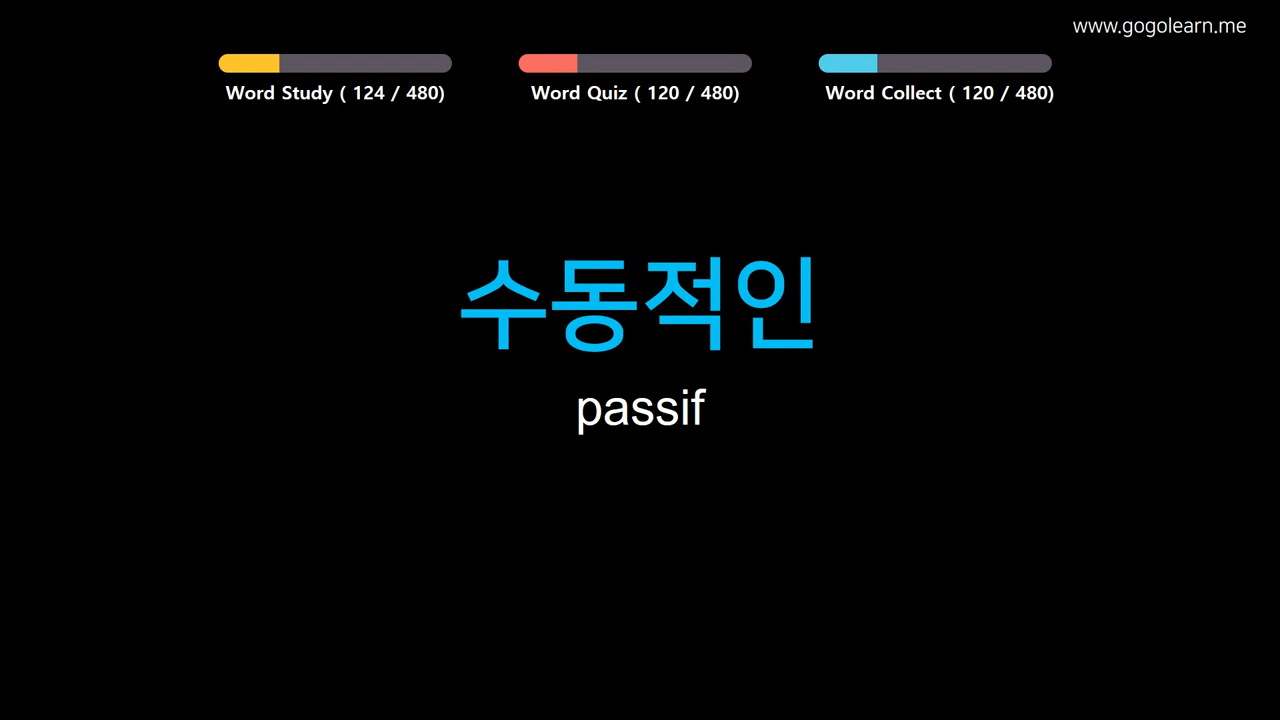 www.gogolearn.me
Word Study ( 124 / 480)
Word Quiz ( 120 / 480)
Word Collect ( 120 / 480)
수동적인
passif